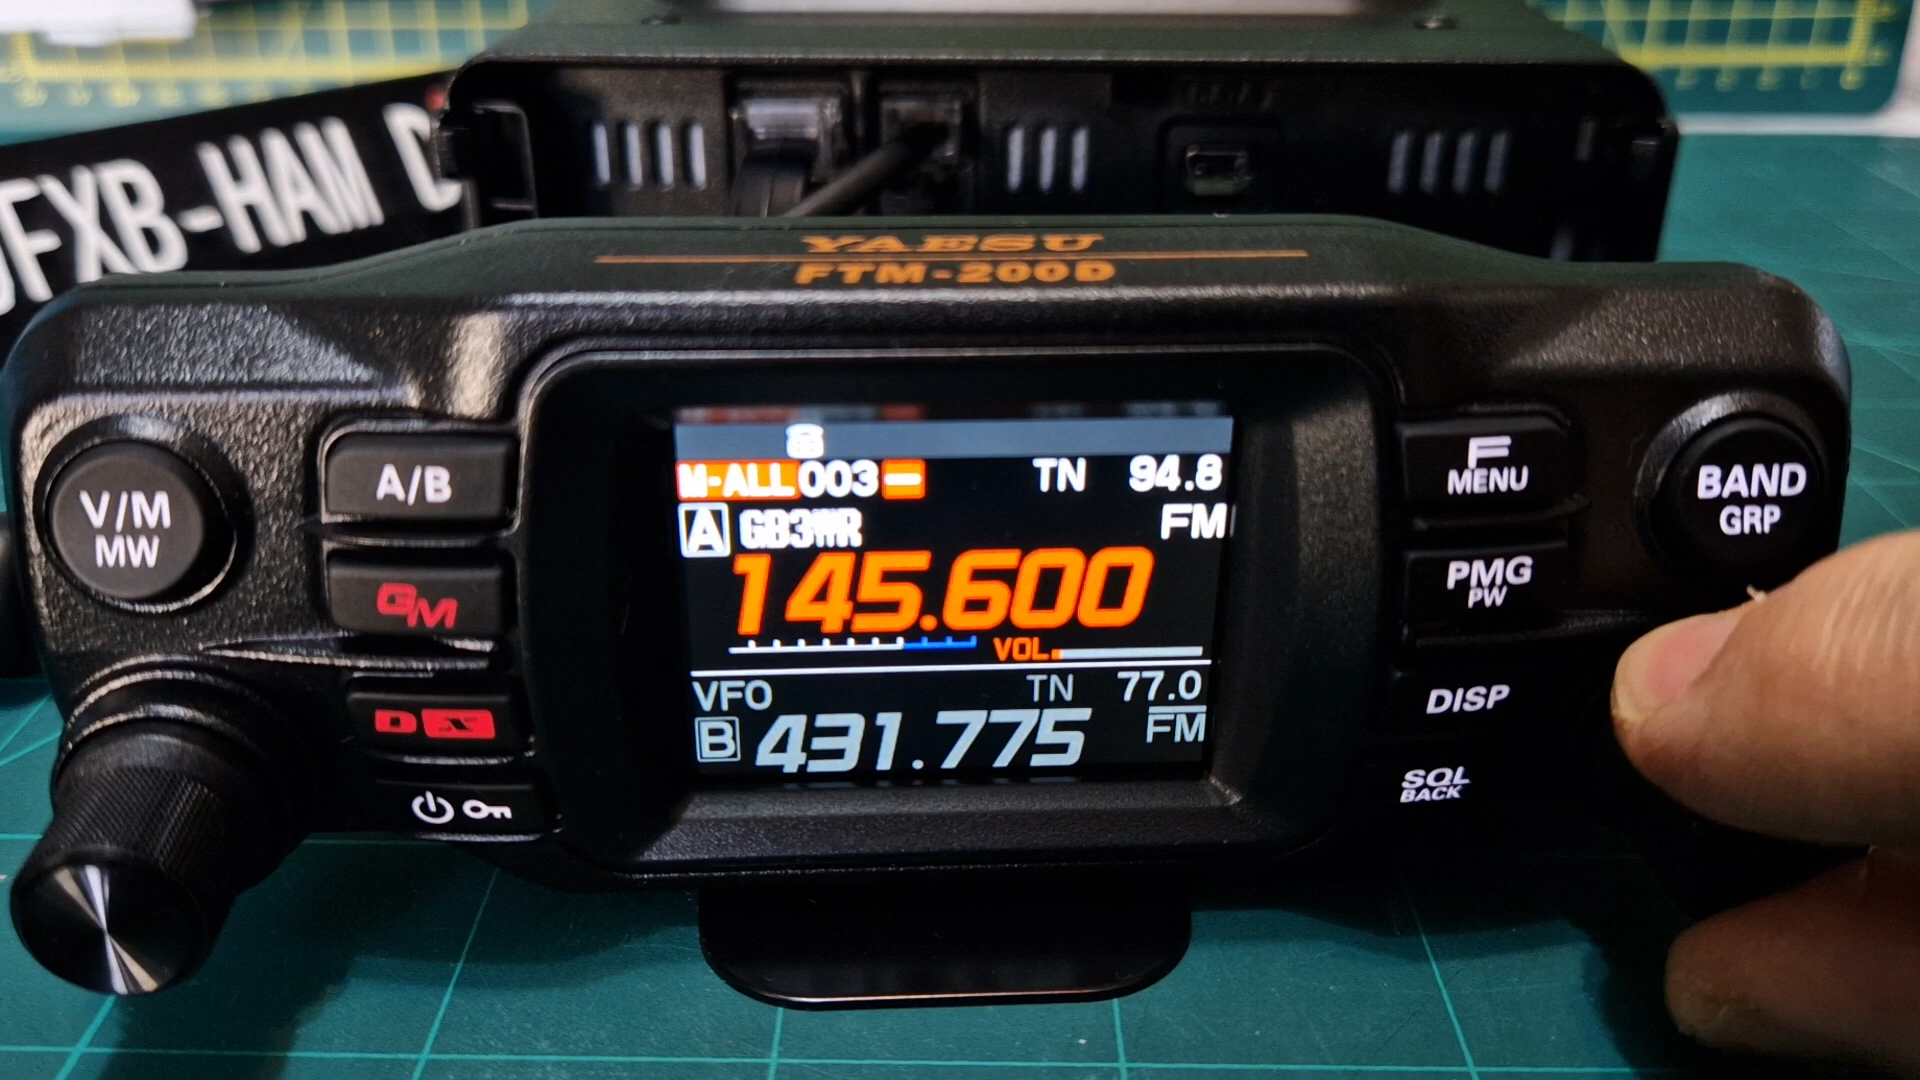 FXB-HAM
YAESU
FTM-200D
V/M
MW
A/B
GM
D X
M-ALL 003 TN 94.8
A GB3WR FM
145.600
VOL
VFO TN 77.0
B 431.775 FM
F
MENU
BAND
GRP
PMG
PW
DISP
SQL
BACK